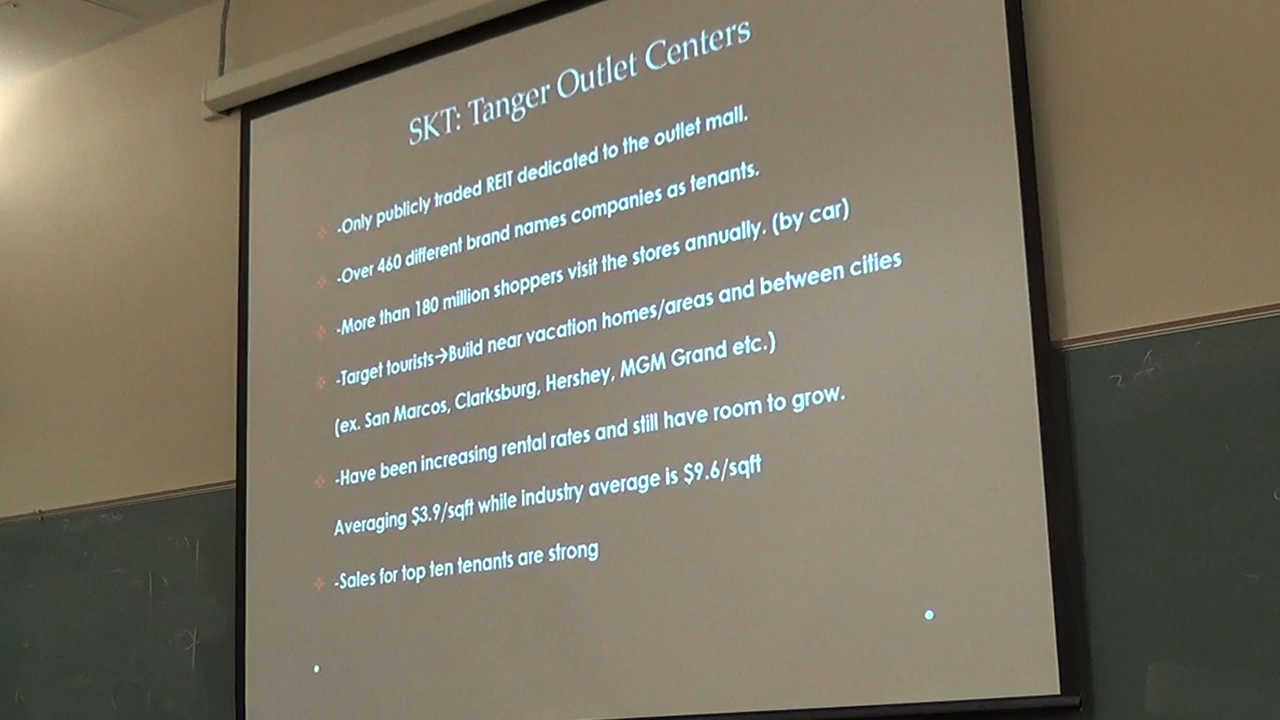 SKT: Tanger Outlet Centers
-Only publicly traded REIT dedicated to the outlet mall.
-Over 460 different brand names companies as tenants.
-More than 180 million shoppers visit the stores annually. (by car)
-Target tourists→Build near vacation homes/areas and between cities
(ex. San Marcos, Clarksburg, Hershey, MGM Grand etc.)
-Have been increasing rental rates and still have room to grow.
Averaging $3.9/sqft while industry average is $9.6/sqft
-Sales for top ten tenants are strong